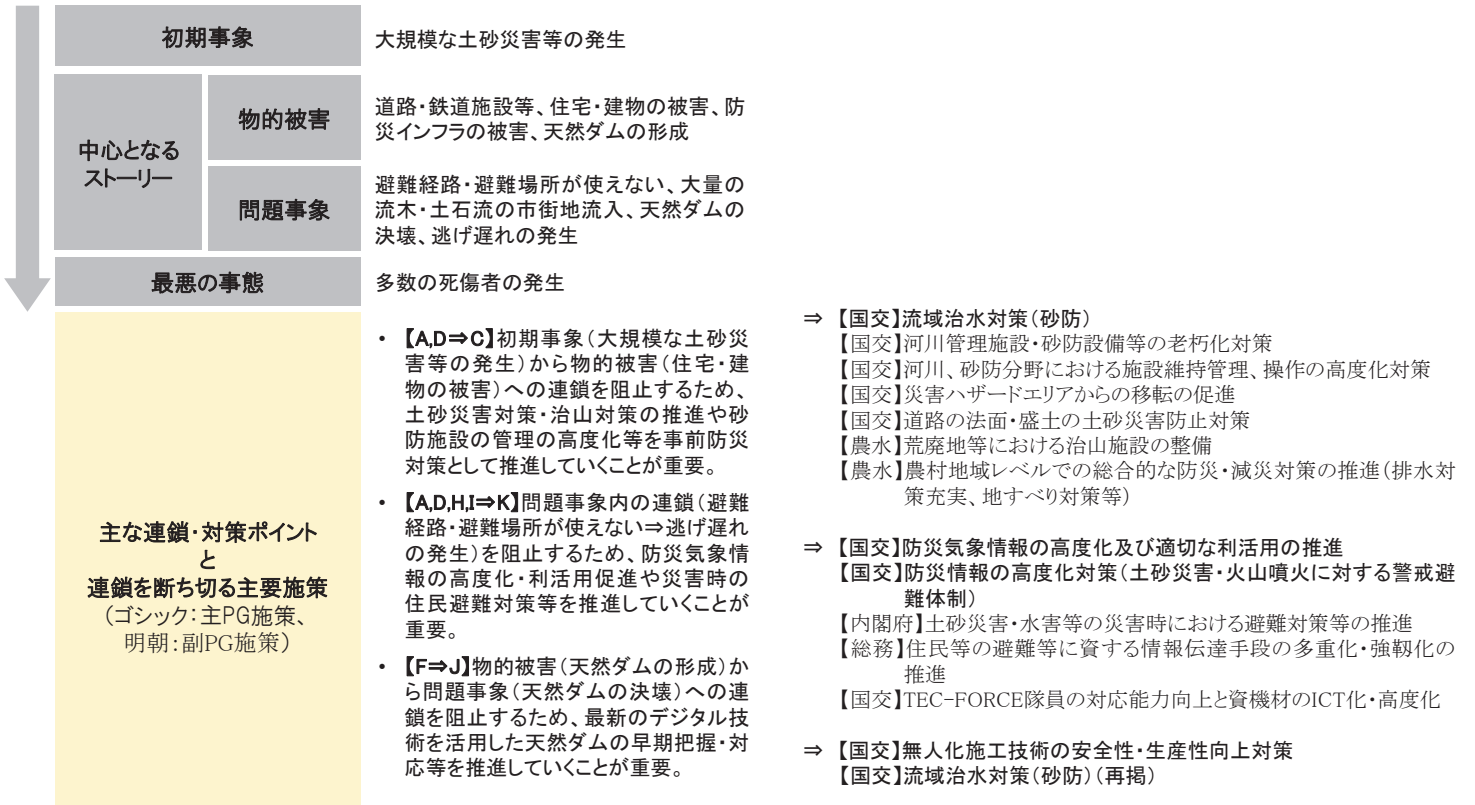 初期事象
大規模な土砂災害等の発生
中心となる
ストーリー
物的被害
道路・鉄道施設等、住宅・建物の被害、防
災インフラの被害、天然ダムの形成
問題事象
避難経路・避難場所が使えない、大量の
流木・土石流の市街地流入、天然ダムの
決壊、逃げ遅れの発生
最悪の事態
多数の死傷者の発生
主な連鎖・対策ポイント
と
連鎖を断ち切る主要施策
（ゴシック：主PG施策、
明朝：副PG施策）
・ 【A,D⇒C】初期事象（大規模な土砂災
害等の発生）から物的被害（住宅・建
物の被害）への連鎖を阻止するため、
土砂災害対策・治山対策の推進や砂
防施設の管理の高度化等を事前防災
対策として推進していくことが重要。
・ 【A,D,H,I⇒K】問題事象内の連鎖（避難
経路・避難場所が使えない⇒逃げ遅れ
の発生）を阻止するため、防災気象情
報の高度化・利活用促進や災害時の
住民避難対策等を推進していくことが
重要。
・ 【F⇒J】物的被害（天然ダムの形成）か
ら問題事象（天然ダムの決壊）への連
鎖を阻止するため、最新のデジタル技
術を活用した天然ダムの早期把握・対
応等を推進していくことが重要。
⇒ 【国交】流域治水対策（砂防）
【国交】河川管理施設・砂防設備等の老朽化対策
【国交】河川、砂防分野における施設維持管理、操作の高度化対策
【国交】災害ハザードエリアからの移転の促進
【国交】道路の法面・盛土の土砂災害防止対策
【農水】荒廃地等における治山施設の整備
【農水】農村地域レベルでの総合的な防災・減災対策の推進（排水対
策充実、地すべり対策等）
⇒ 【国交】防災気象情報の高度化及び適切な利活用の推進
【国交】防災情報の高度化対策（土砂災害・火山噴火に対する警戒避
難体制）
【内閣府】土砂災害・水害等の災害時における避難対策等の推進
【総務】住民等の避難等に資する情報伝達手段の多重化・強靱化の
推進
【国交】TEC-FORCE隊員の対応能力向上と資機材のICT化・高度化
⇒ 【国交】無人化施工技術の安全性・生産性向上対策
【国交】流域治水対策（砂防）（再掲）